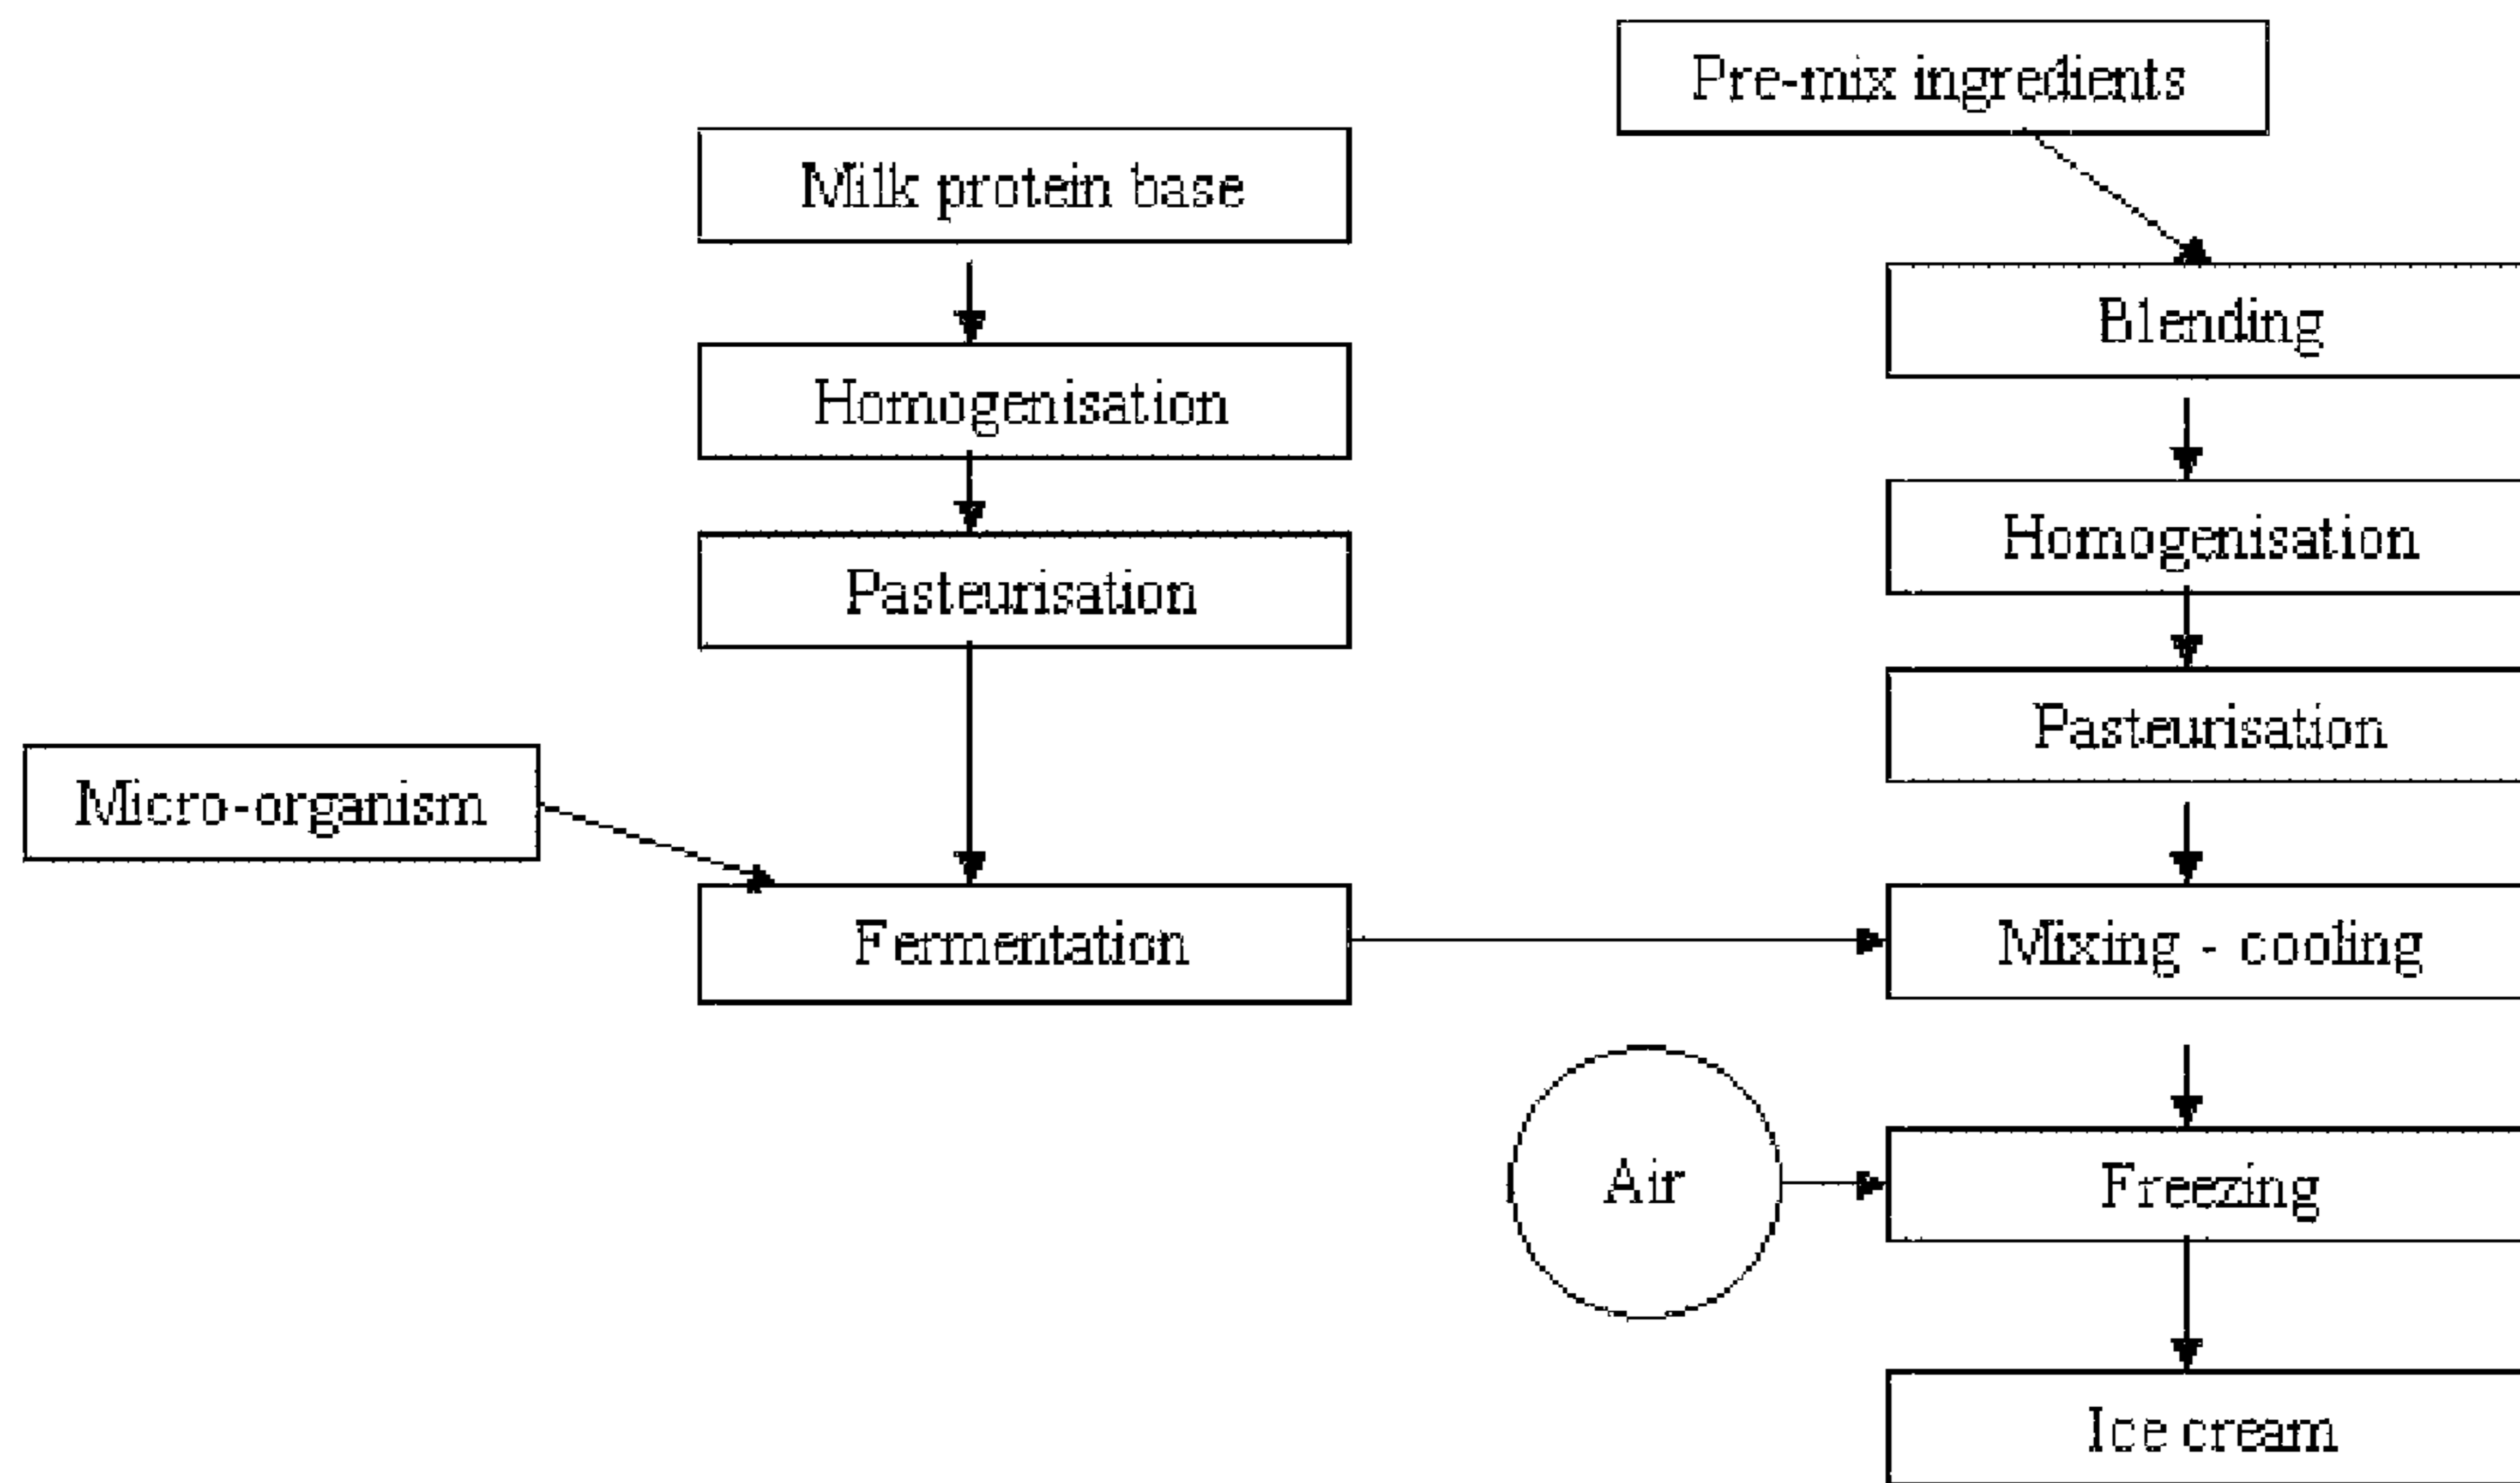 Pre-mix ingredients
Milk protein base
Blending
Homogenisation
Homogenisation
Pasteurisation
Pasteurisation
Micro-organism
Fermentation
Mixing - cooling
Air
Freezing
Ice cream